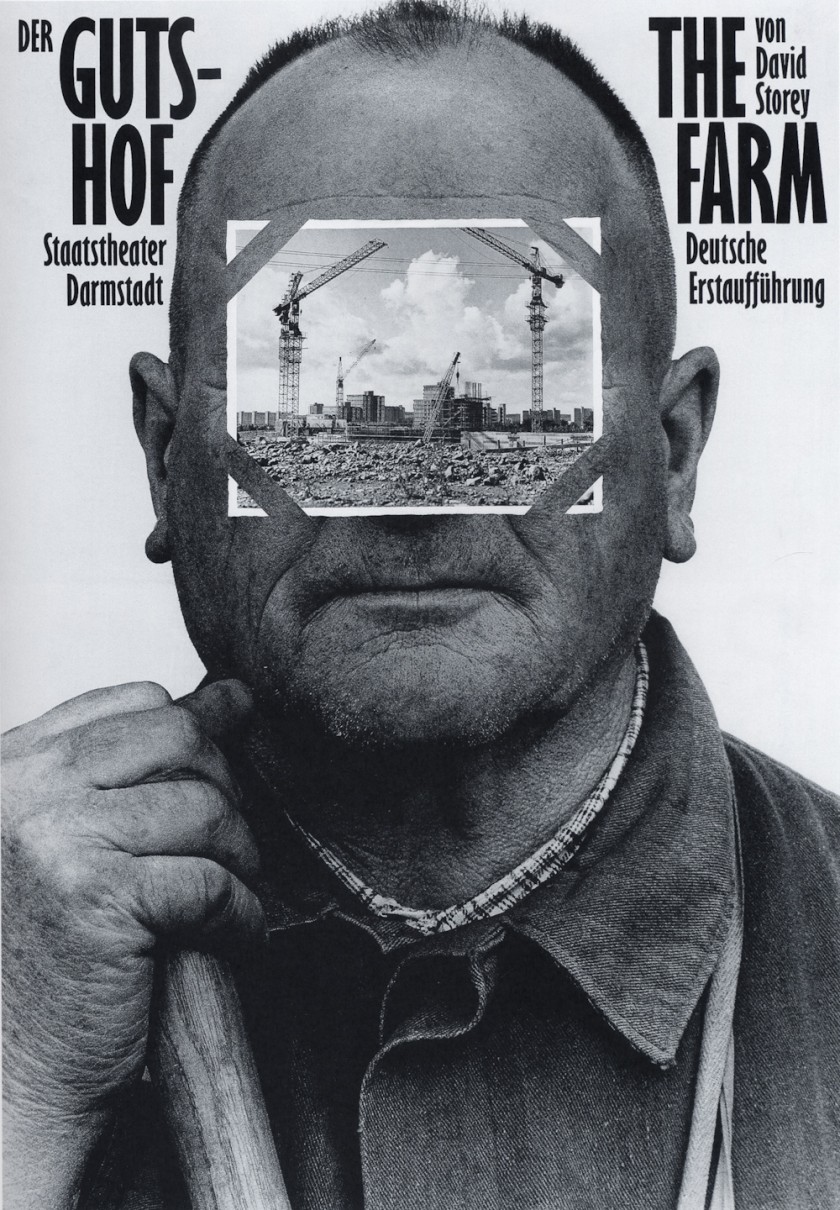 DER GUTS-
HOF
Staatstheater
Darmstadt
THE von
David
Storey
FARM
Deutsche
Erstaufführung